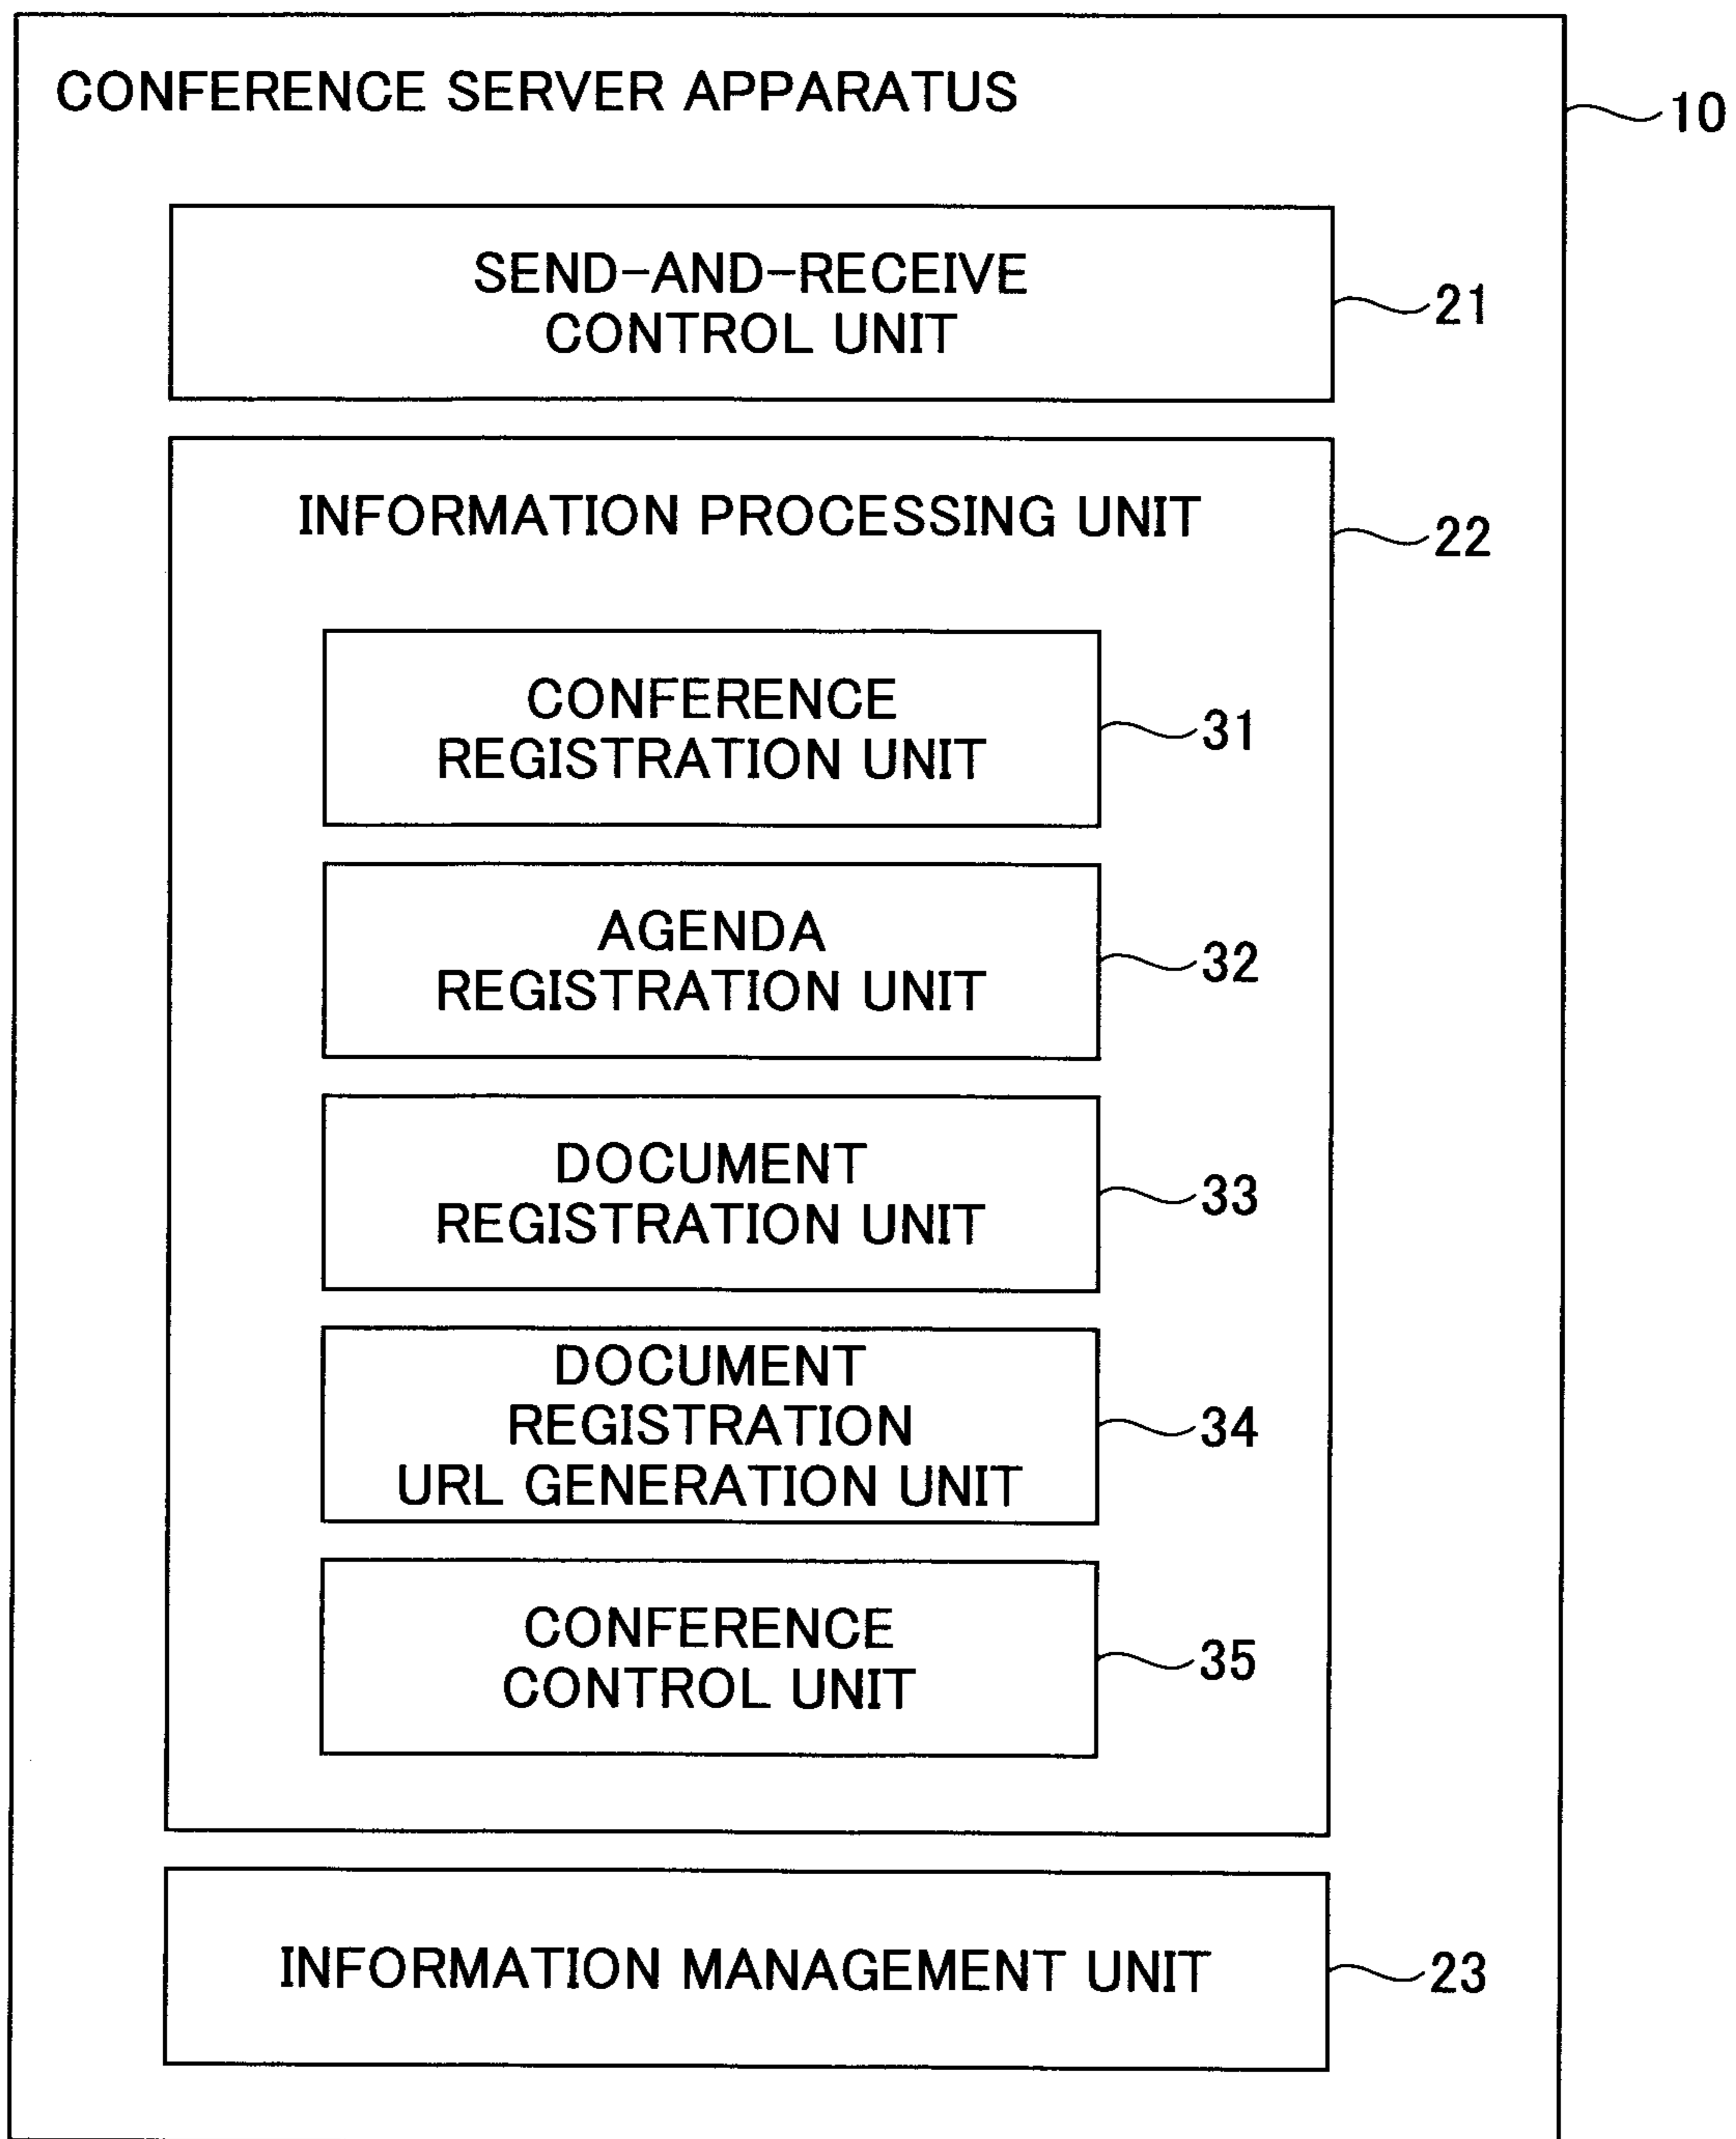 CONFERENCE SERVER APPARATUS
10
SEND-AND-RECEIVE
CONTROL UNIT
21
INFORMATION PROCESSING UNIT
22
CONFERENCE
REGISTRATION UNIT
31
AGENDA
REGISTRATION UNIT
32
DOCUMENT
REGISTRATION UNIT
33
DOCUMENT
REGISTRATION
URL GENERATION UNIT
34
CONFERENCE
CONTROL UNIT
35
INFORMATION MANAGEMENT UNIT
23